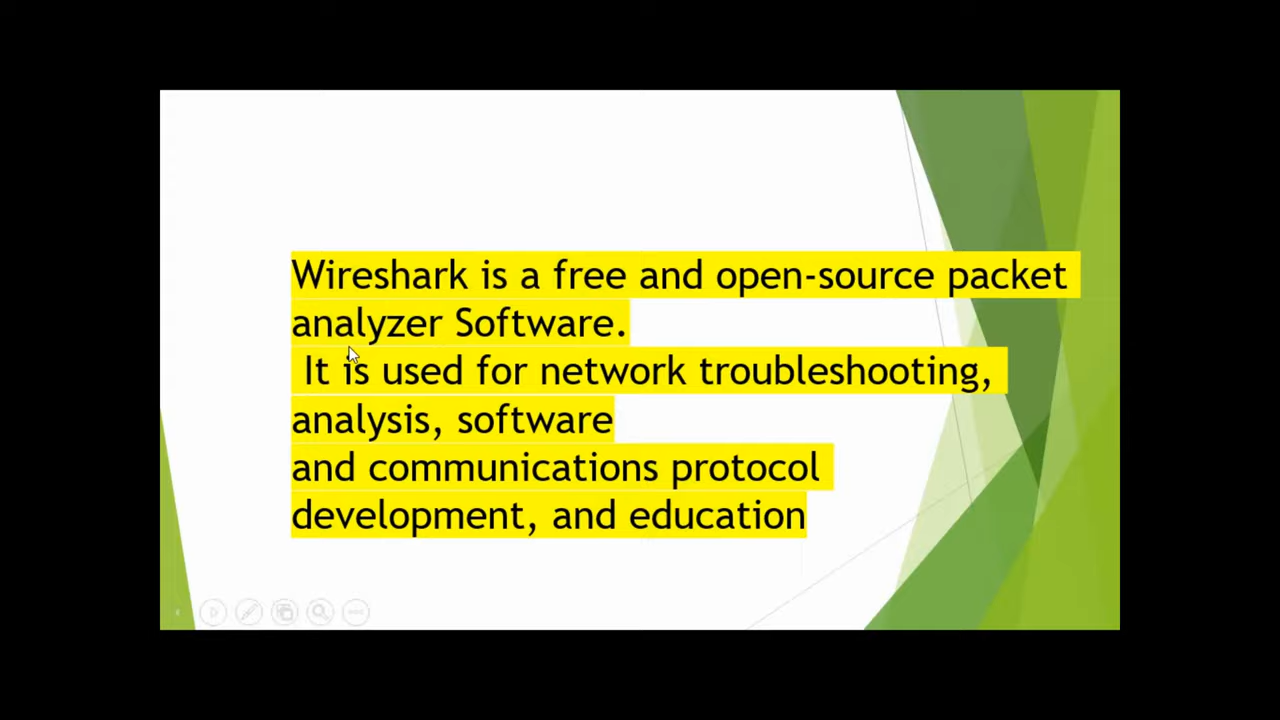 Wireshark is a free and open-source packet
analyzer Software.
It is used for network troubleshooting,
analysis, software
and communications protocol
development, and education